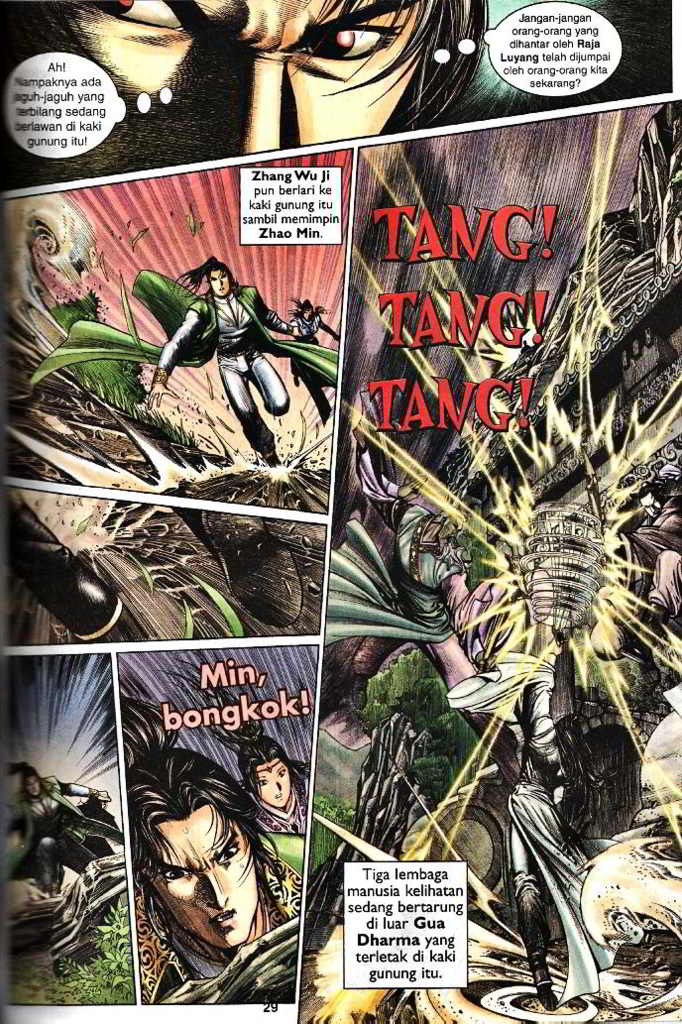 Ah!
Nampaknya ada
jaguh-jaguh yang
terbilang sedang
berlawan di kaki
gunung itu!
Jangan-jangan
orang-orang yang
dihantar oleh Raja
Luyang telah dijumpai
oleh orang-orang kita
sekarang?
Zhang Wu Ji
pun berlari ke
kaki gunung itu
sambil memimpin
Zhao Min.
TANG!
TANG!
TANG!
Min,
bongkok!
Tiga lembaga
manusia kelihatan
sedang bertarung
di luar Gua
Dharma yang
terletak di kaki
gunung itu.
29